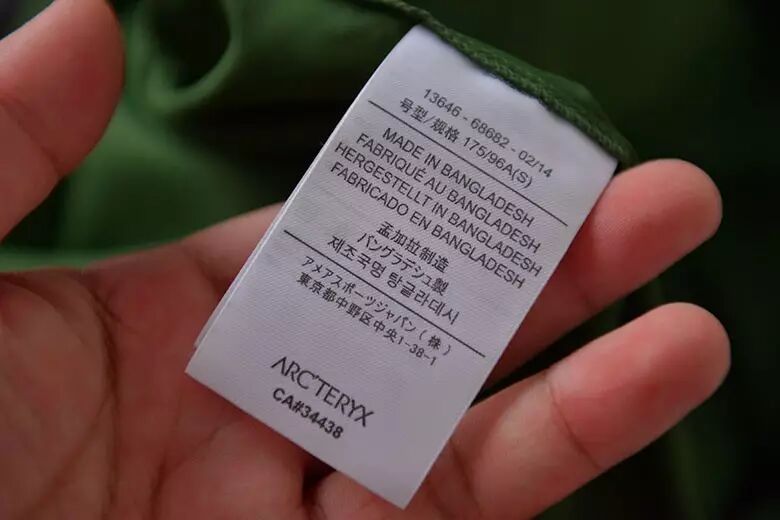 13646 - 68682 - 02/14
号型/规格 175/96A(S)
MADE IN BANGLADESH
FABRIQUÉ AU BANGLADESH
HERGESTELLT IN BANGLADESH
FABRICADO EN BANGLADESH
孟加拉制造
バングラデシュ製
제조국명 탕글라데시
アメアスポーツジャパン(株)
東京都中野区中央1-38-1
ARC'TERYX
CA#34438